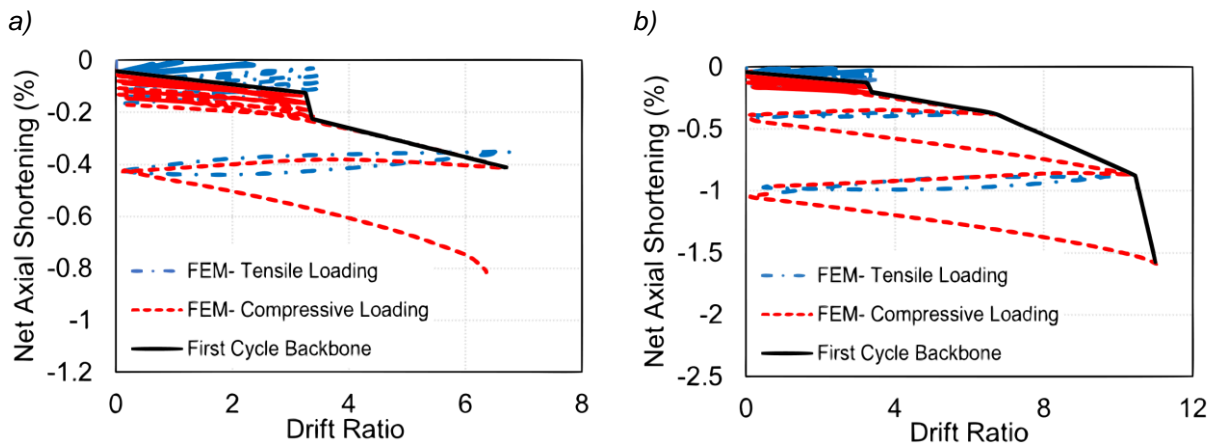 a)
Net Axial Shortening (%)
0
-0.2
-0.4
-0.6
-0.8
-1
-1.2
FEM- Tensile Loading
FEM- Compressive Loading
First Cycle Backbone
0 2 4 6 8
Drift Ratio
b)
Net Axial Shortening (%)
0
-0.5
-1
-1.5
-2
-2.5
FEM- Tensile Loading
FEM- Compressive Loading
First Cycle Backbone
0 4 8 12
Drift Ratio